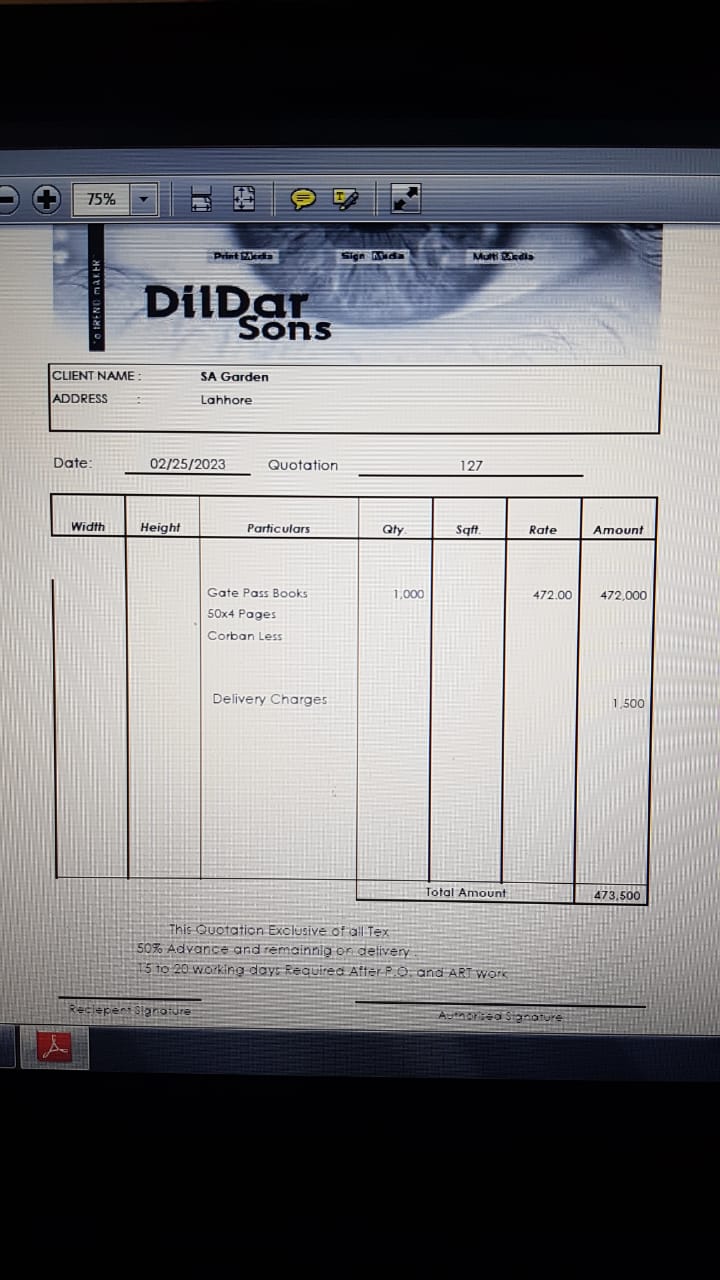 75%
Print Media Sign Media Multi Media
a TREND MAKER
DilDar
Sons
CLIENT NAME : SA Garden
ADDRESS : Lahhore
Date: 02/25/2023 Quotation 127
Width Height Particulars Qty. Sqft. Rate Amount
Gate Pass Books 1,000 472.00 472,000
50x4 Pages
Corban Less
Delivery Charges 1,500
Total Amount 473,500
This Quotation Exclusive of all Tex
50% Advance and remainnig on delivery.
15 to 20 working days Required After P.O. and ART work
Reciepent Signature Authorised Signature